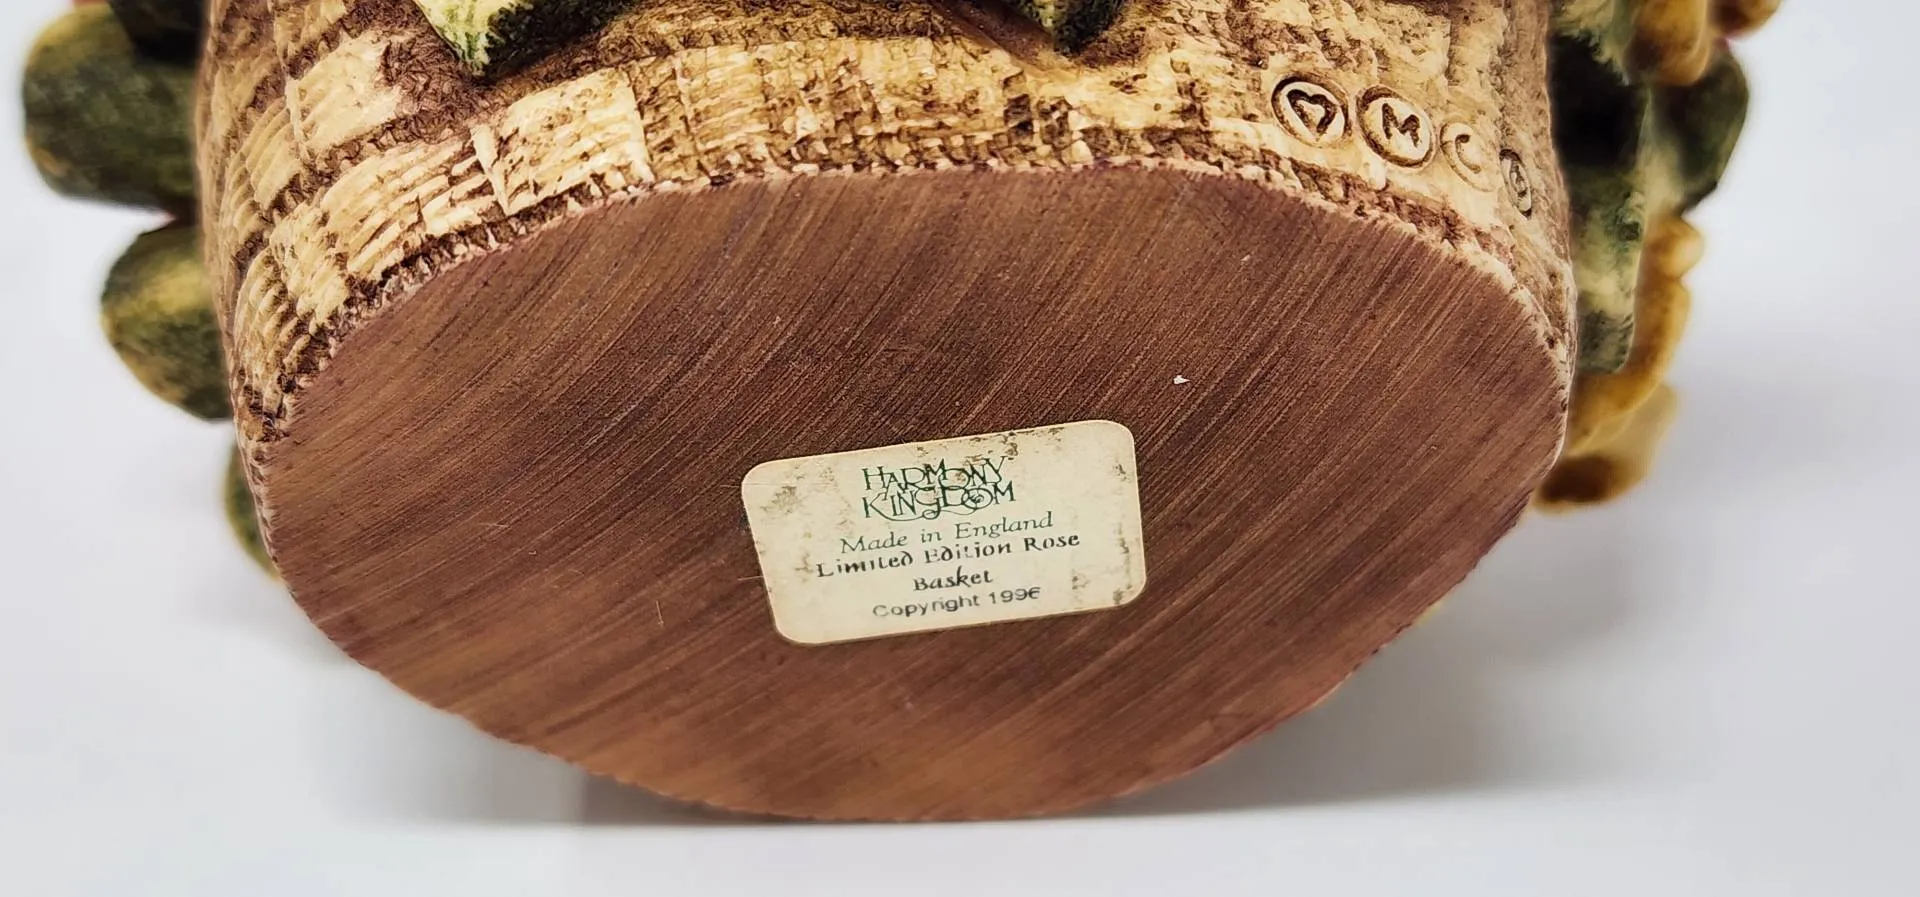 M C
HARMONY
KINGDOM
Made in England
Limited Edition Rose
Basket
Copyright 1996